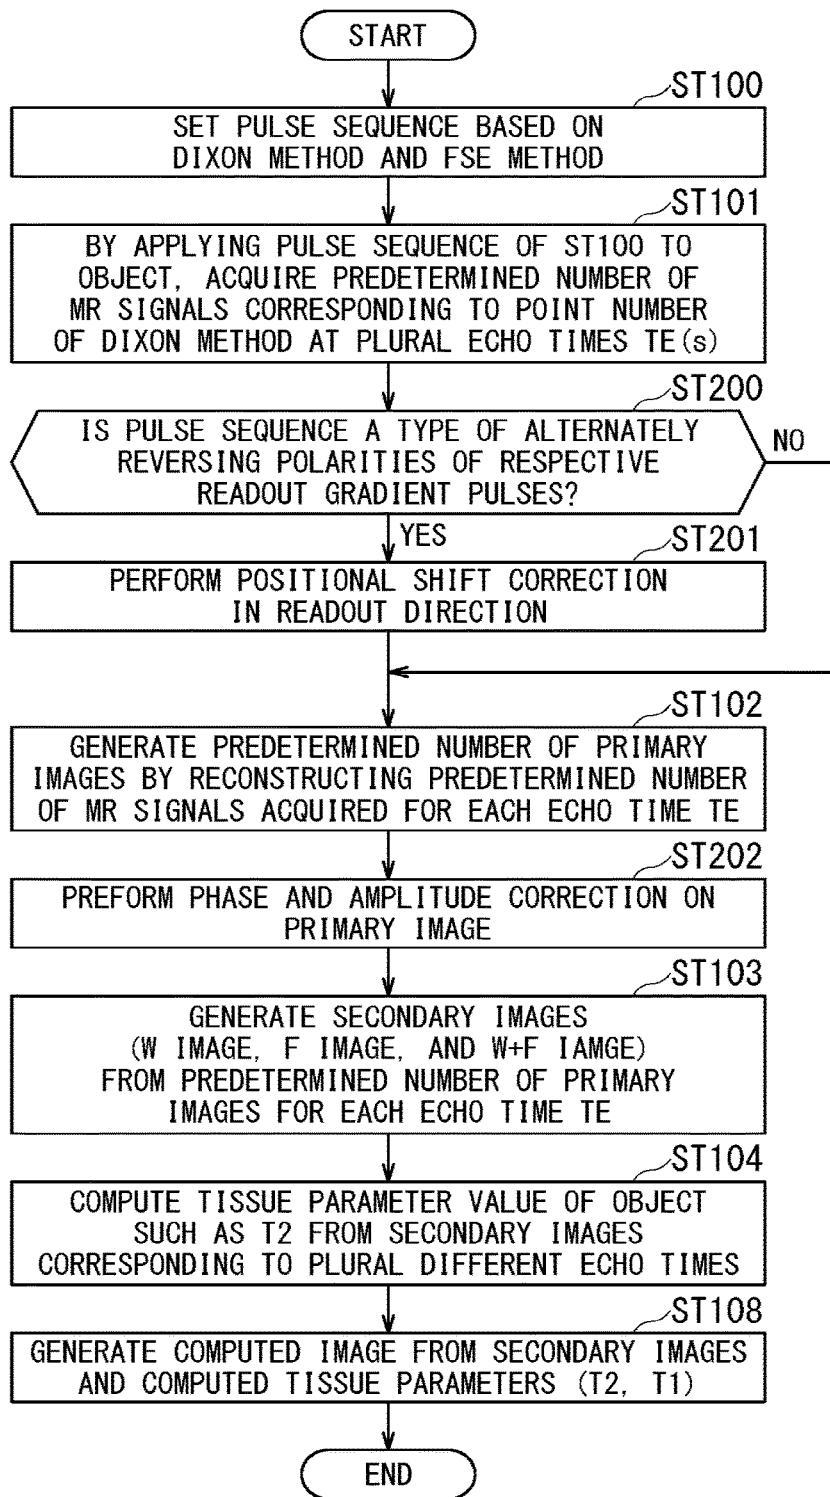 START
ST100
SET PULSE SEQUENCE BASED ON
DIXON METHOD AND FSE METHOD
ST101
BY APPLYING PULSE SEQUENCE OF ST100 TO
OBJECT, ACQUIRE PREDETERMINED NUMBER OF
MR SIGNALS CORRESPONDING TO POINT NUMBER
OF DIXON METHOD AT PLURAL ECHO TIMES TE(s)
ST200
IS PULSE SEQUENCE A TYPE OF ALTERNATELY
REVERSING POLARITIES OF RESPECTIVE
READOUT GRADIENT PULSES?
NO
YES
ST201
PERFORM POSITIONAL SHIFT CORRECTION
IN READOUT DIRECTION
ST102
GENERATE PREDETERMINED NUMBER OF PRIMARY
IMAGES BY RECONSTRUCTING PREDETERMINED NUMBER
OF MR SIGNALS ACQUIRED FOR EACH ECHO TIME TE
ST202
PREFORM PHASE AND AMPLITUDE CORRECTION ON
PRIMARY IMAGE
ST103
GENERATE SECONDARY IMAGES
(W IMAGE, F IMAGE, AND W+F IAMGE)
FROM PREDETERMINED NUMBER OF PRIMARY
IMAGES FOR EACH ECHO TIME TE
ST104
COMPUTE TISSUE PARAMETER VALUE OF OBJECT
SUCH AS T2 FROM SECONDARY IMAGES
CORRESPONDING TO PLURAL DIFFERENT ECHO TIMES
ST108
GENERATE COMPUTED IMAGE FROM SECONDARY IMAGES
AND COMPUTED TISSUE PARAMETERS (T2, T1)
END